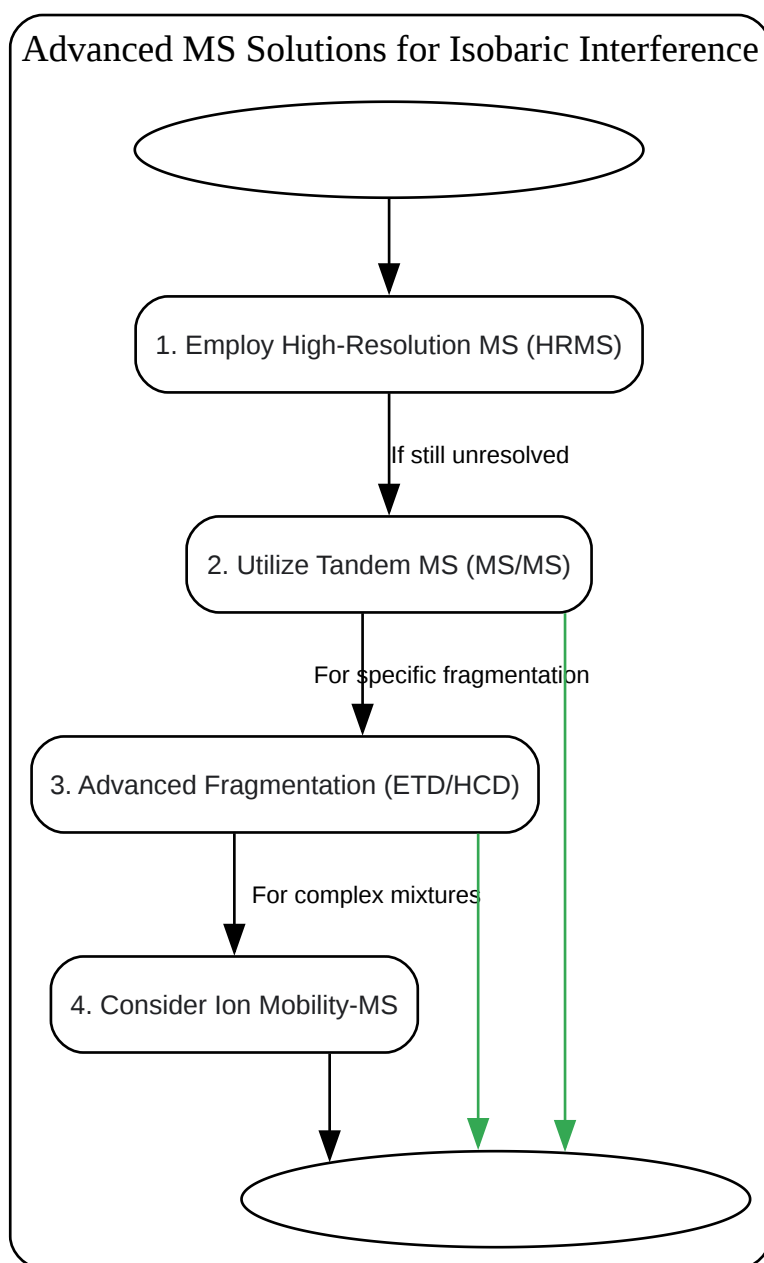 Advanced MS Solutions for Isobaric Interference
1. Employ High-Resolution MS (HRMS)
If still unresolved
2. Utilize Tandem MS (MS/MS)
For specific fragmentation
3. Advanced Fragmentation (ETD/HCD)
For complex mixtures
4. Consider Ion Mobility-MS